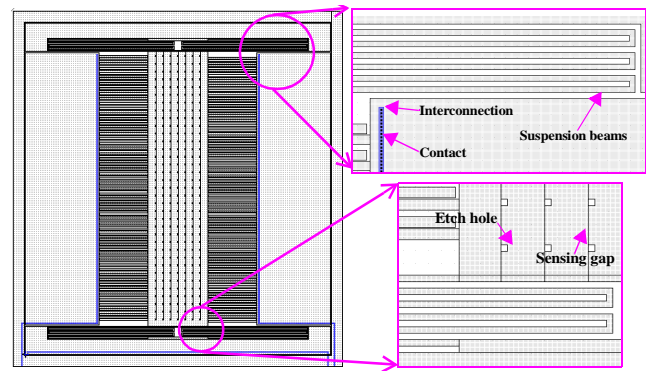 Interconnection
Suspension beams
Contact
Etch hole
Sensing gap